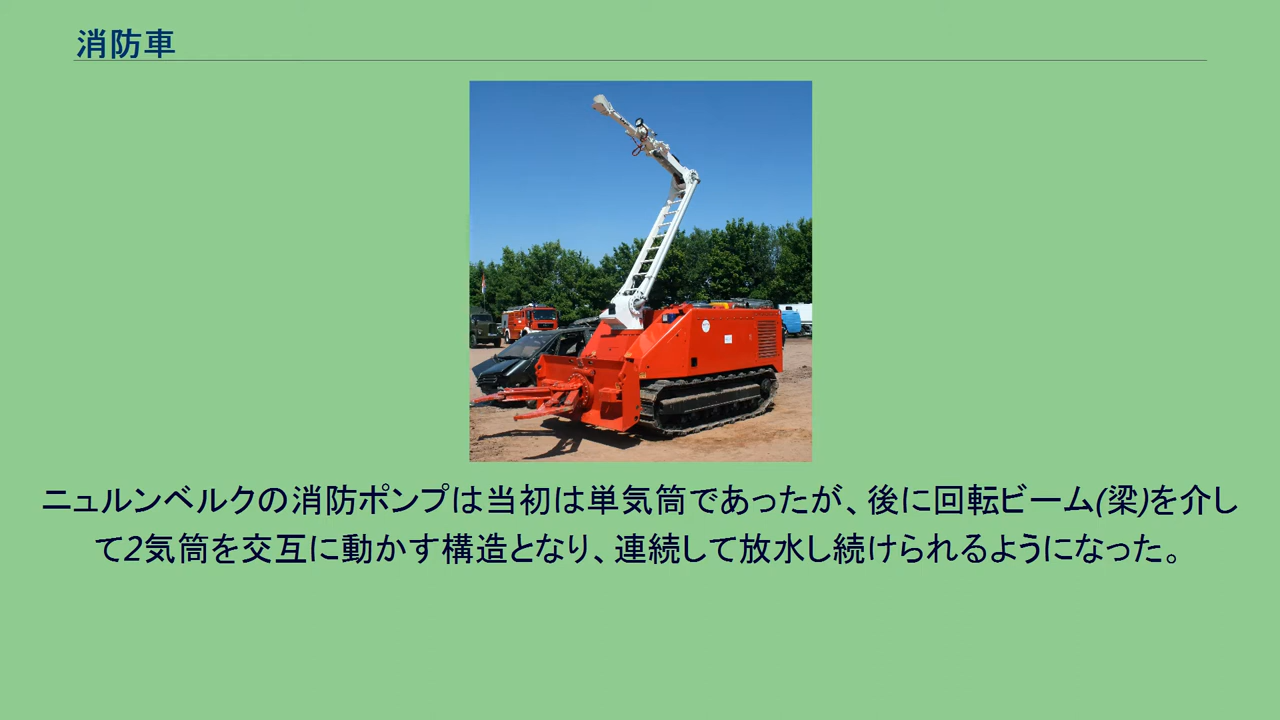 消防車
ニュルンベルクの消防ポンプは当初は単気筒であったが、後に回転ビーム(梁)を介し
て2気筒を交互に動かす構造となり、連続して放水し続けられるようになった。